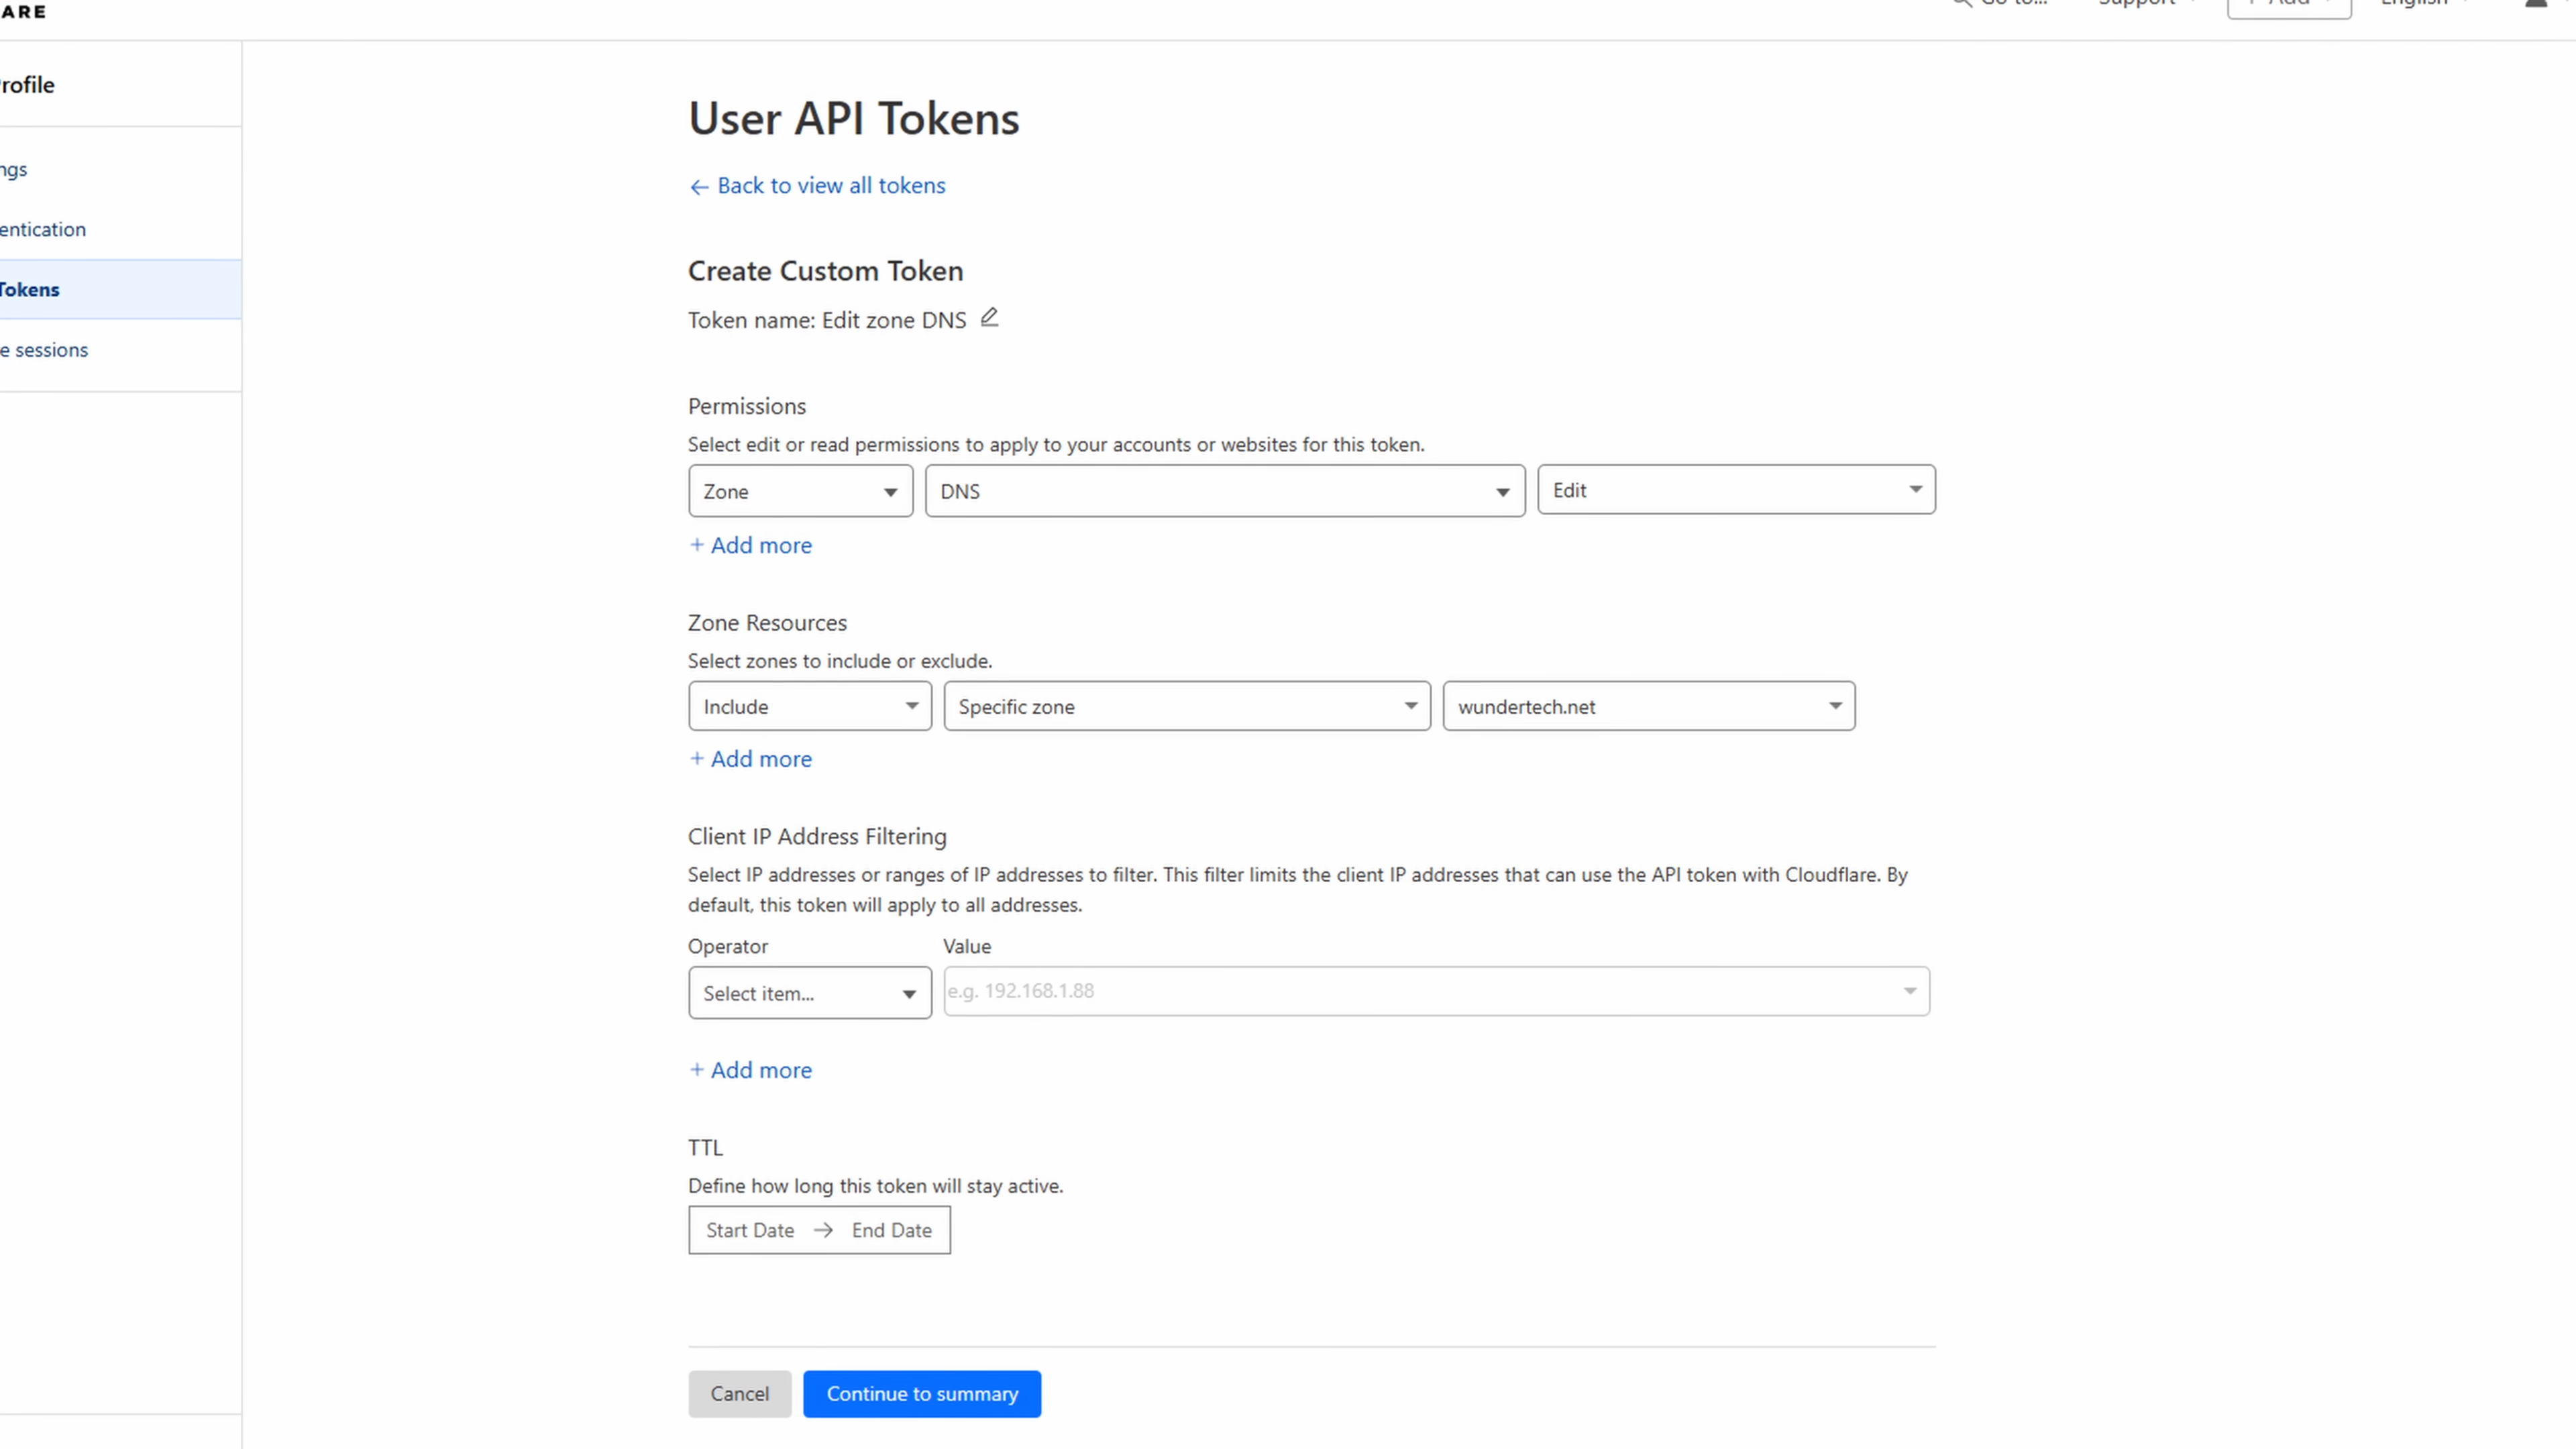 ARE
Go to...
Support
+ Add
English
rofile
ngs
entication
Tokens
e sessions
User API Tokens
← Back to view all tokens
Create Custom Token
Token name: Edit zone DNS
Permissions
Select edit or read permissions to apply to your accounts or websites for this token.
Zone DNS Edit
+ Add more
Zone Resources
Select zones to include or exclude.
Include Specific zone wundertech.net
+ Add more
Client IP Address Filtering
Select IP addresses or ranges of IP addresses to filter. This filter limits the client IP addresses that can use the API token with Cloudflare. By
default, this token will apply to all addresses.
Operator Value
Select item... e.g. 192.168.1.88
+ Add more
TTL
Define how long this token will stay active.
Start Date → End Date
Cancel Continue to summary